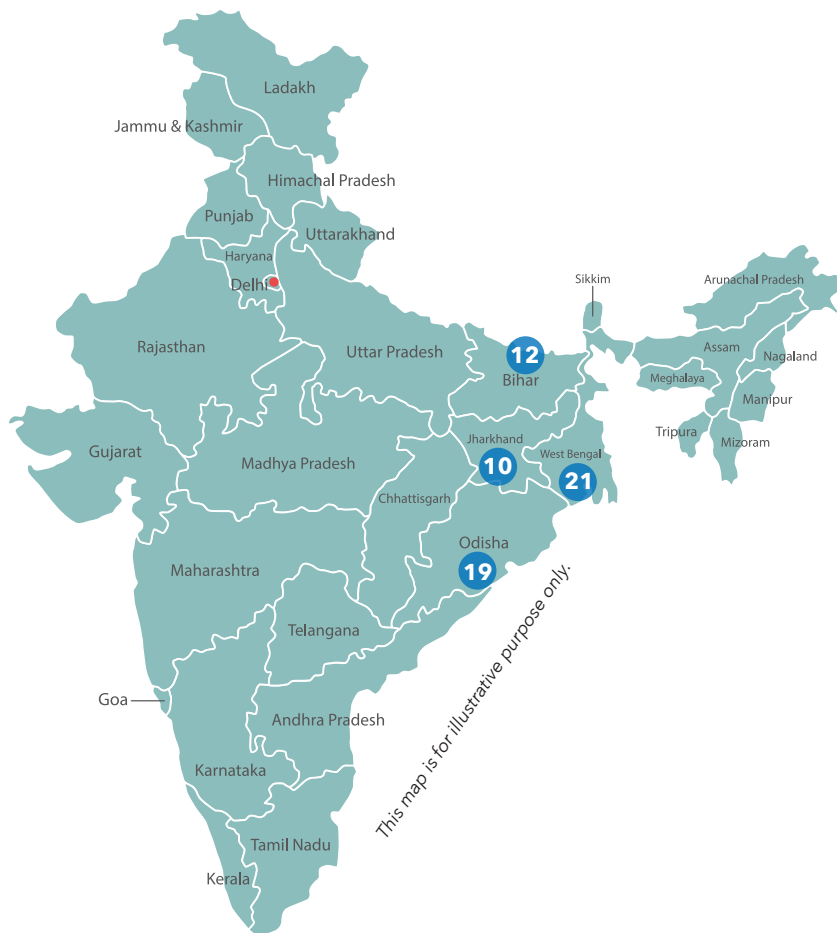 Ladakh
Jammu & Kashmir
Himachal Pradesh
Punjab
Uttarakhand
Haryana
Delhi
Sikkim
Arunachal Pradesh
Rajasthan
Uttar Pradesh
12
Bihar
Assam
Nagaland
Meghalaya
Manipur
Tripura
Mizoram
Gujarat
Madhya Pradesh
Jharkhand
10
West Bengal
21
Chhattisgarh
Odisha
19
Maharashtra
Telangana
Goa
Andhra Pradesh
Karnataka
Tamil Nadu
Kerala
This map is for illustrative purpose only.